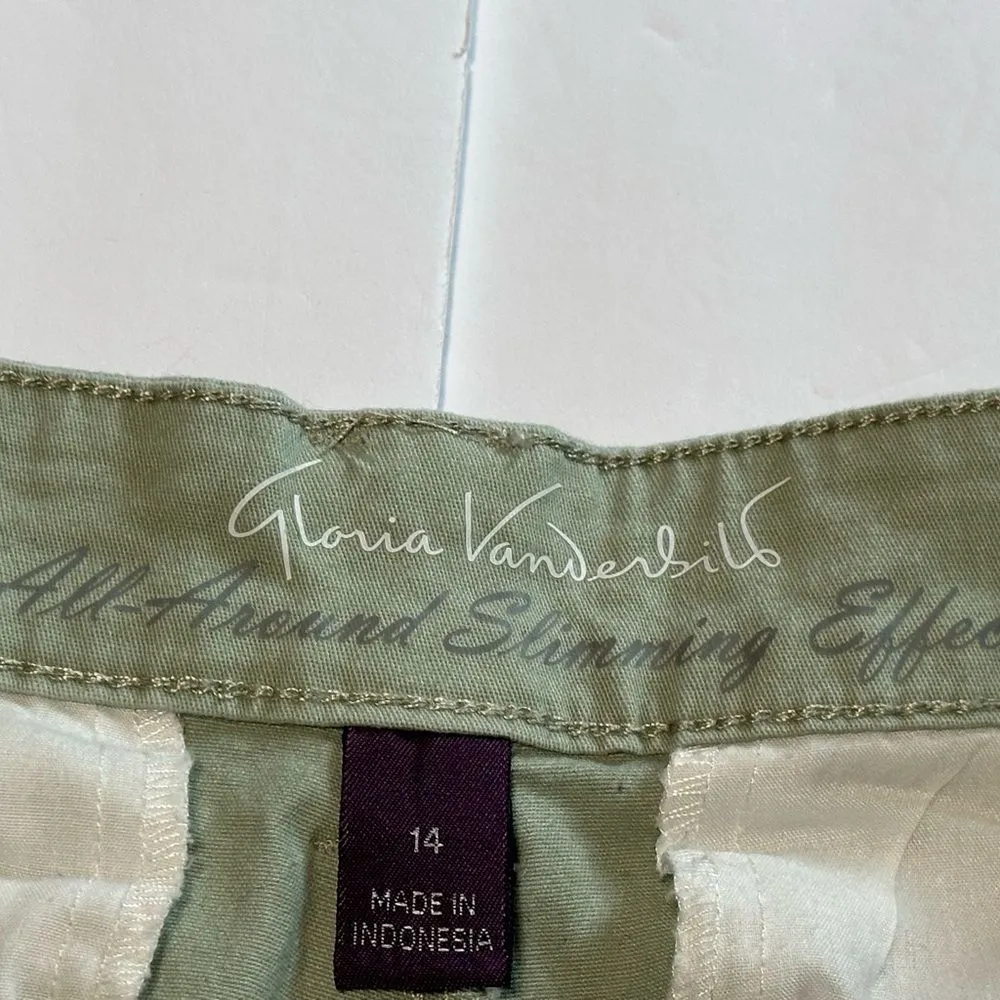 Gloria Vanderbilt
All-Around Slimming Effec
14
MADE IN
INDONESIA